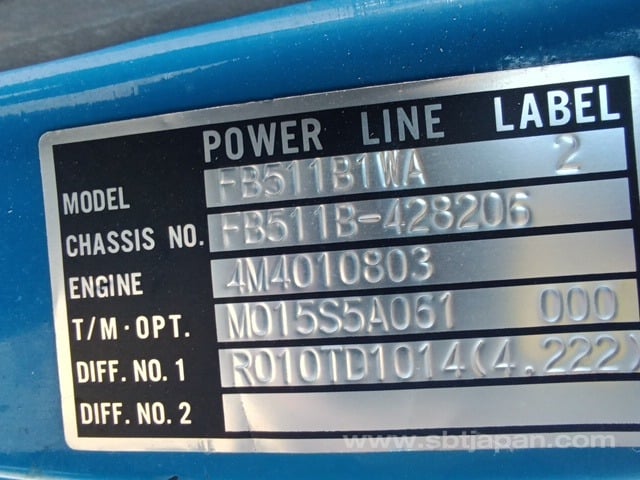 POWER LINE LABEL
MODEL FB511B1WA 2
CHASSIS NO. FB511B-428206
ENGINE 4M4010803
T/M·OPT. M015S5A061 000
DIFF. NO. 1 R010TD1014(4.222)
DIFF. NO. 2
www.sbtjapan.com